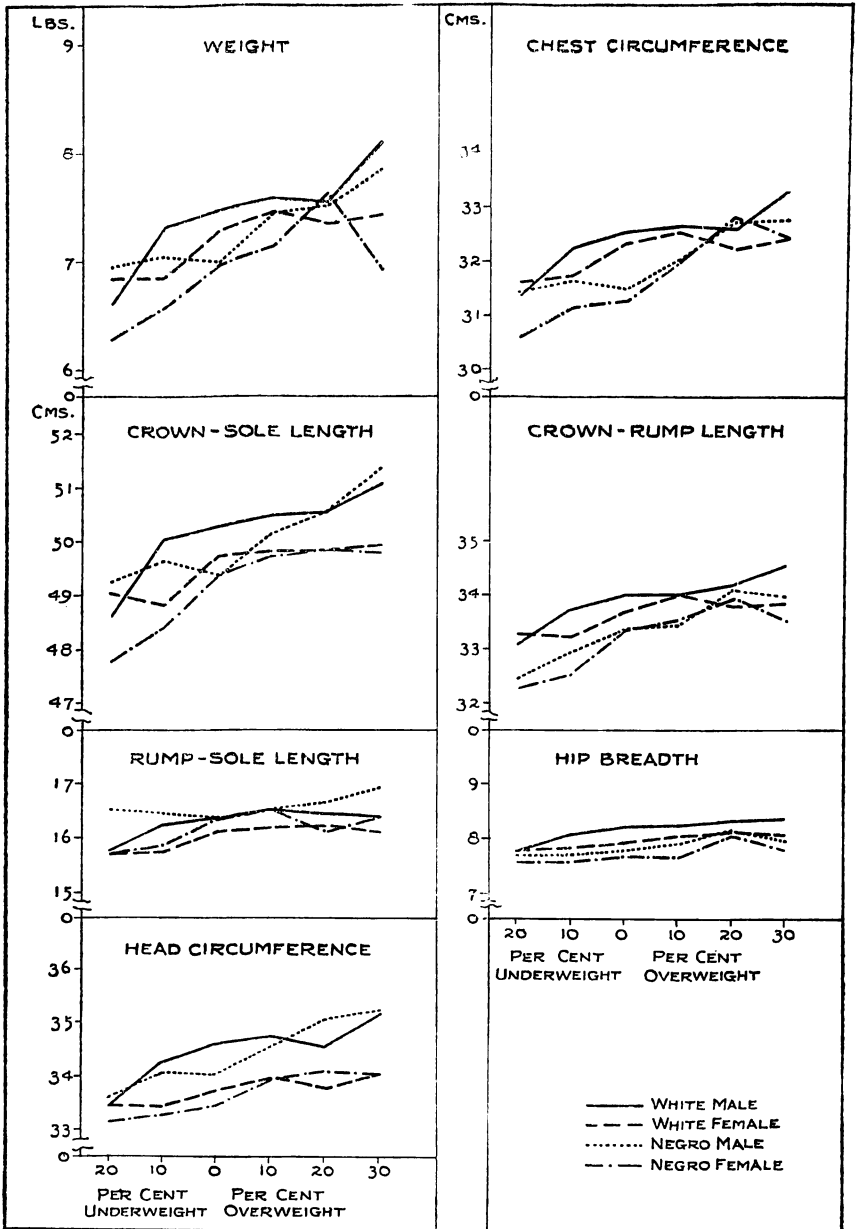 LBS.
WEIGHT
9
8
7
6
0
CMS.
CHEST CIRCUMFERENCE
34
33
32
31
30
0
CMS.
CROWN-SOLE LENGTH
52
51
50
49
48
47
0
CROWN-RUMP LENGTH
35
34
33
32
0
RUMP-SOLE LENGTH
17
16
15
0
HIP BREADTH
9
8
7
0
20 10 0 10 20 30
PER CENT PER CENT
UNDERWEIGHT OVERWEIGHT
HEAD CIRCUMFERENCE
36
35
34
33
0
20 10 0 10 20 30
PER CENT PER CENT
UNDERWEIGHT OVERWEIGHT
WHITE MALE
WHITE FEMALE
NEGRO MALE
NEGRO FEMALE